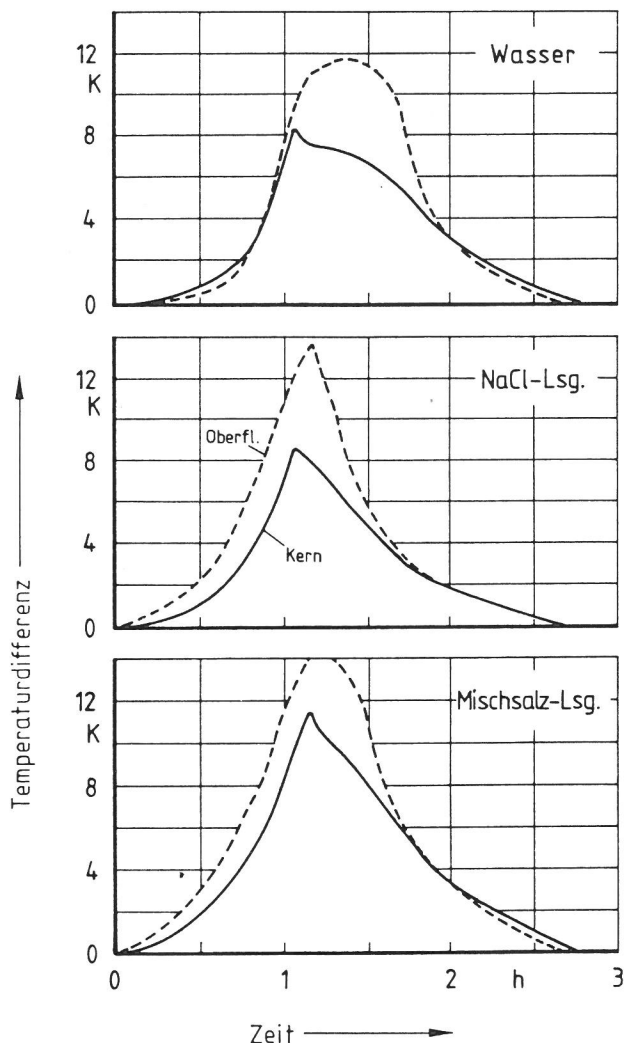 Wasser
12
K
8
4
0
NaCl-Lsg.
12
K
8
4
0
Oberfl.
Kern
Mischsalz-Lsg.
12
K
8
4
0
0 1 2 h 3
Temperaturdifferenz
Zeit